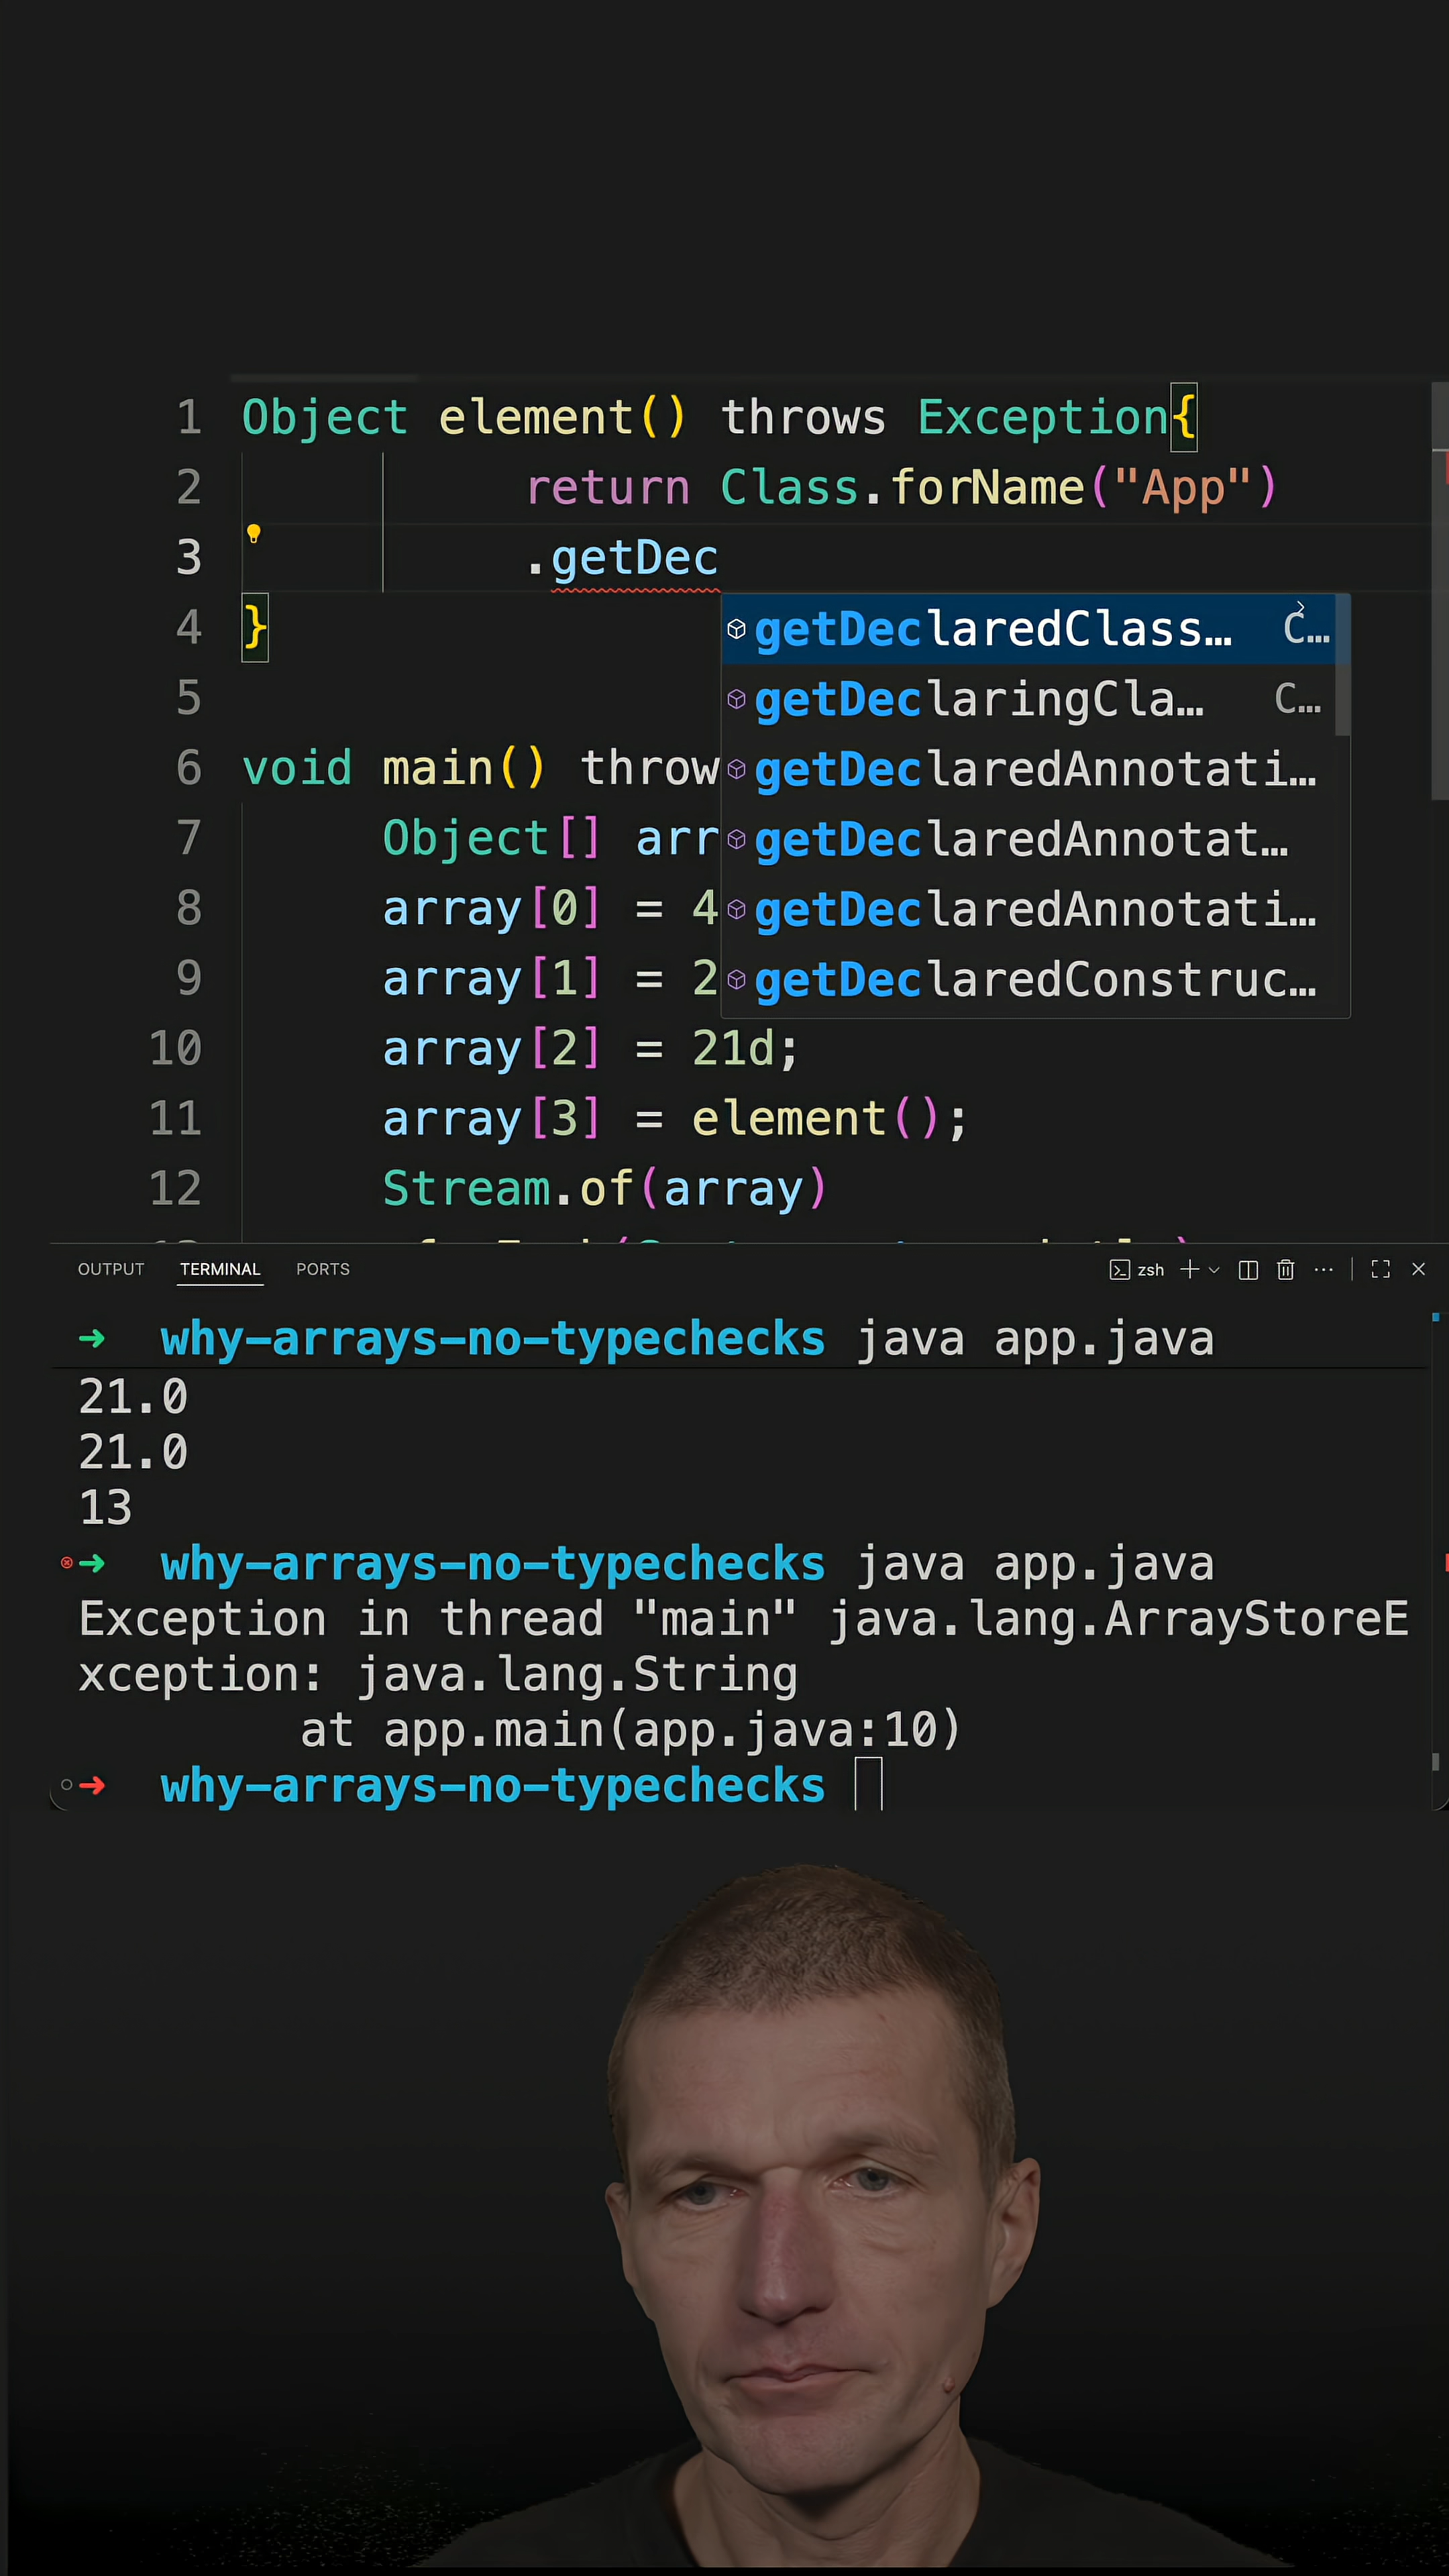 1 Object element() throws Exception{
2 return Class.forName("App")
3 .getDec
getDeclaredClass… C…
4 }
getDeclaringCla… C…
5
getDeclaredAnnotati…
6 void main() throw
getDeclaredAnnotat…
7 Object[] arr
getDeclaredAnnotati…
8 array[0] = 4
getDeclaredConstruc…
9 array[1] = 2
10 array[2] = 21d;
11 array[3] = element();
12 Stream.of(array)
OUTPUT TERMINAL PORTS zsh
➜ why-arrays-no-typechecks java app.java
21.0
21.0
13
➜ why-arrays-no-typechecks java app.java
Exception in thread "main" java.lang.ArrayStoreE
xception: java.lang.String
at app.main(app.java:10)
➜ why-arrays-no-typechecks